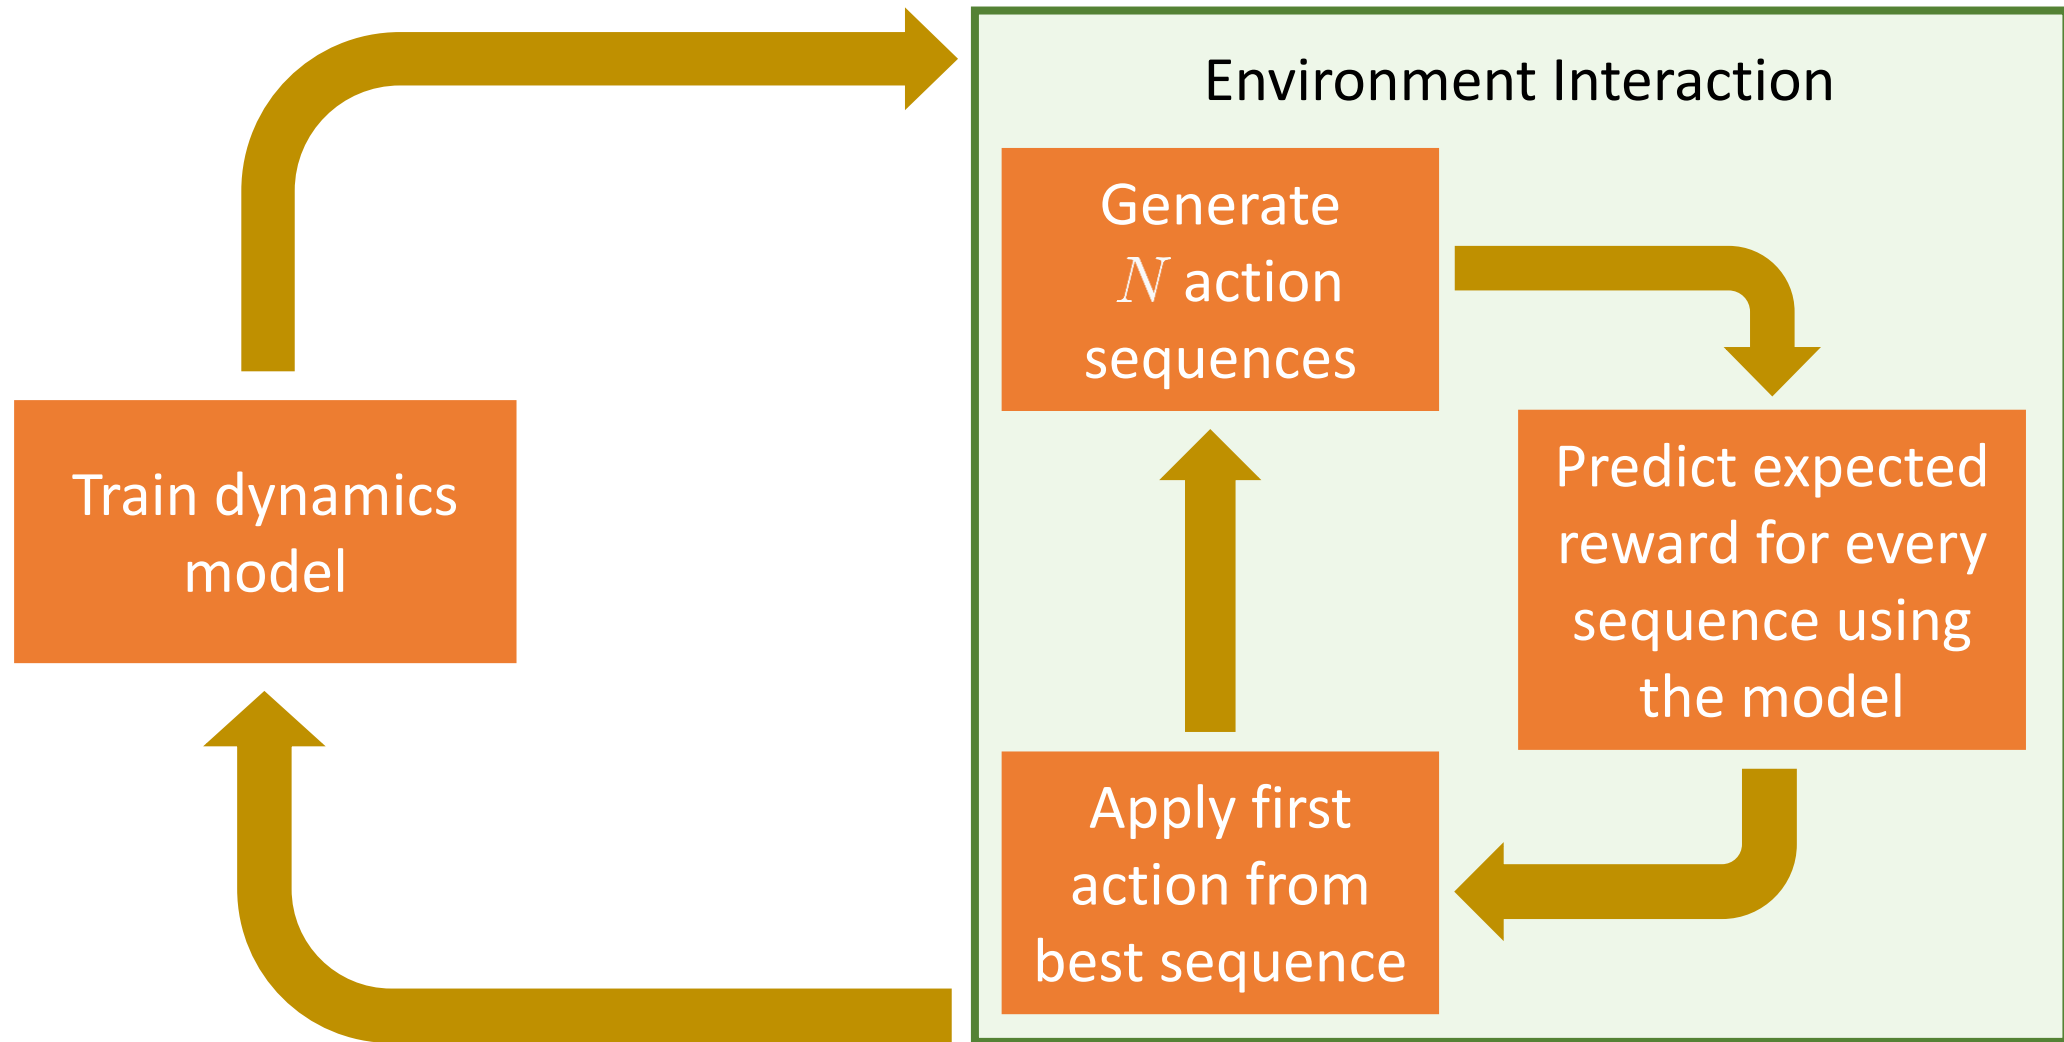 Environment Interaction
Generate
N action
sequences
Train dynamics
model
Predict expected
reward for every
sequence using
the model
Apply first
action from
best sequence